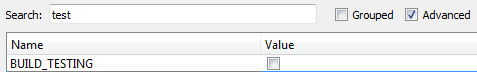 Search: test Grouped Advanced
Name Value
BUILD_TESTING